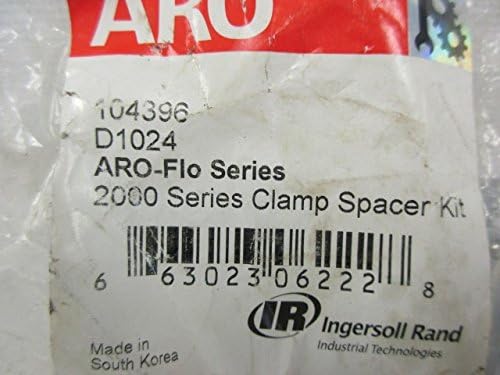 ARO
104396
D1024
ARO-Flo Series
2000 Series Clamp Spacer Kit
6 63023 06222 8
IR Ingersoll Rand
Industrial Technologies
Made in
South Korea